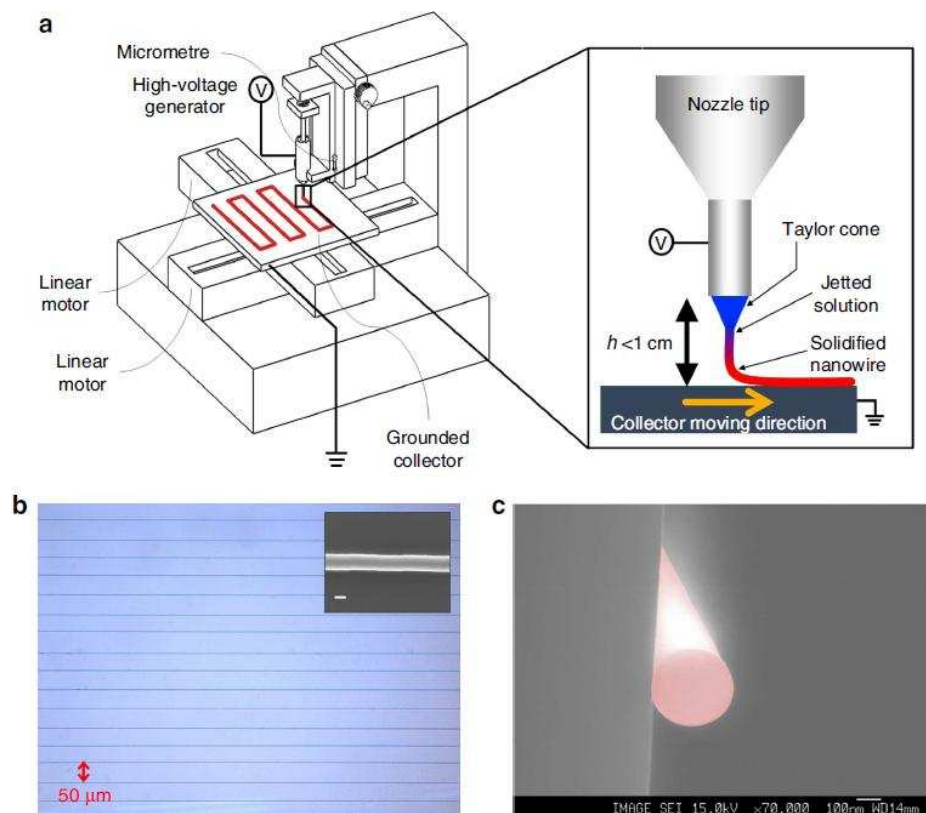 a
Micrometre
High-voltage
generator
V
Linear
motor
Linear
motor
Grounded
collector
Nozzle tip
V
Taylor cone
Jetted
solution
h <1 cm
Solidified
nanowire
Collector moving direction
b
50 μm
c
IMAGE SEI 15.0kV ×70,000 100nm WD14mm